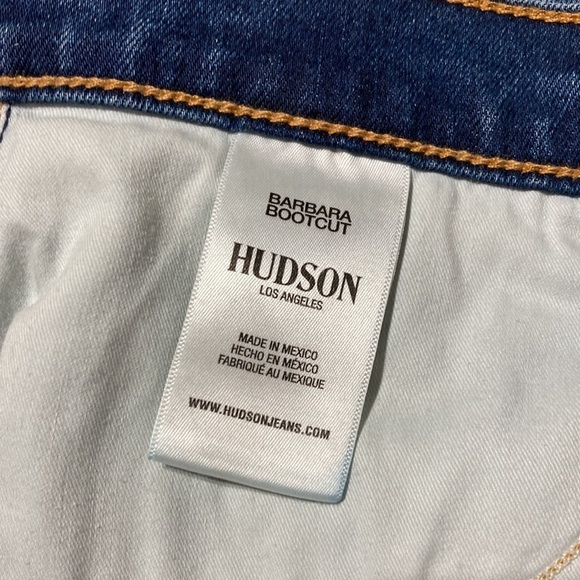 BARBARA
BOOTCUT
HUDSON
LOS ANGELES
MADE IN MEXICO
HECHO EN MÉXICO
FABRIQUÉ AU MEXIQUE
WWW.HUDSONJEANS.COM